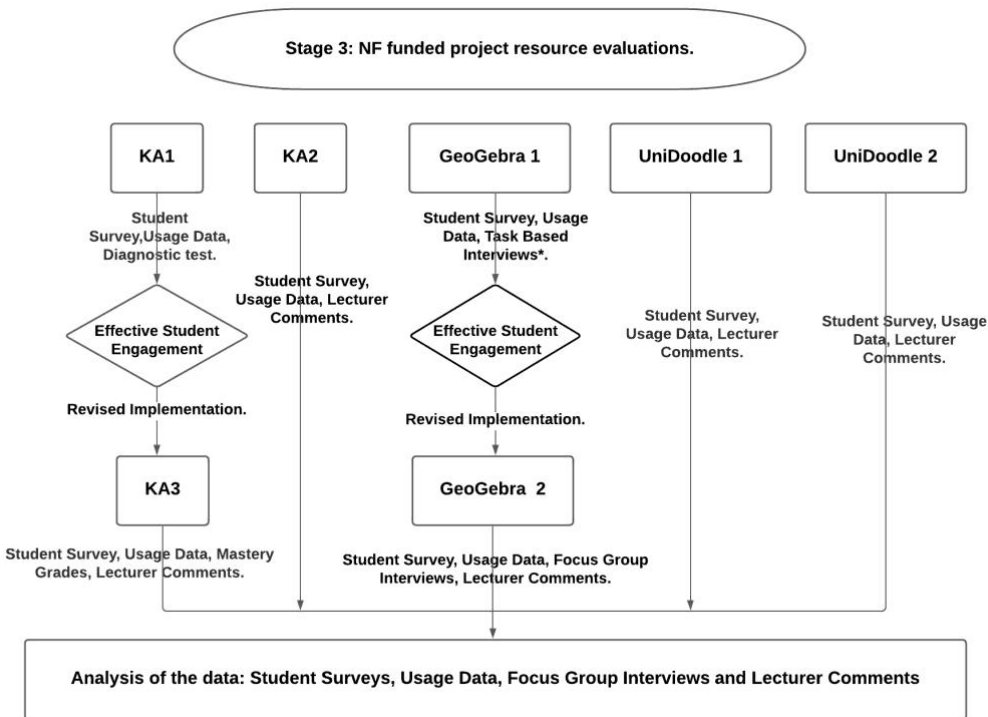 Stage 3: NF funded project resource evaluations.
KA1
KA2
GeoGebra 1
UniDoodle 1
UniDoodle 2
Student
Survey,Usage Data,
Diagnostic test.
Student Survey,
Usage Data, Lecturer
Comments.
Student Survey, Usage
Data, Task Based
Interviews*.
Student Survey,
Usage Data, Lecturer
Comments.
Student Survey, Usage
Data, Lecturer
Comments.
Effective Student
Engagement
Effective Student
Engagement
Revised Implementation.
Revised Implementation.
KA3
GeoGebra 2
Student Survey, Usage Data, Mastery
Grades, Lecturer Comments.
Student Survey, Usage Data, Focus Group
Interviews, Lecturer Comments.
Analysis of the data: Student Surveys, Usage Data, Focus Group Interviews and Lecturer Comments